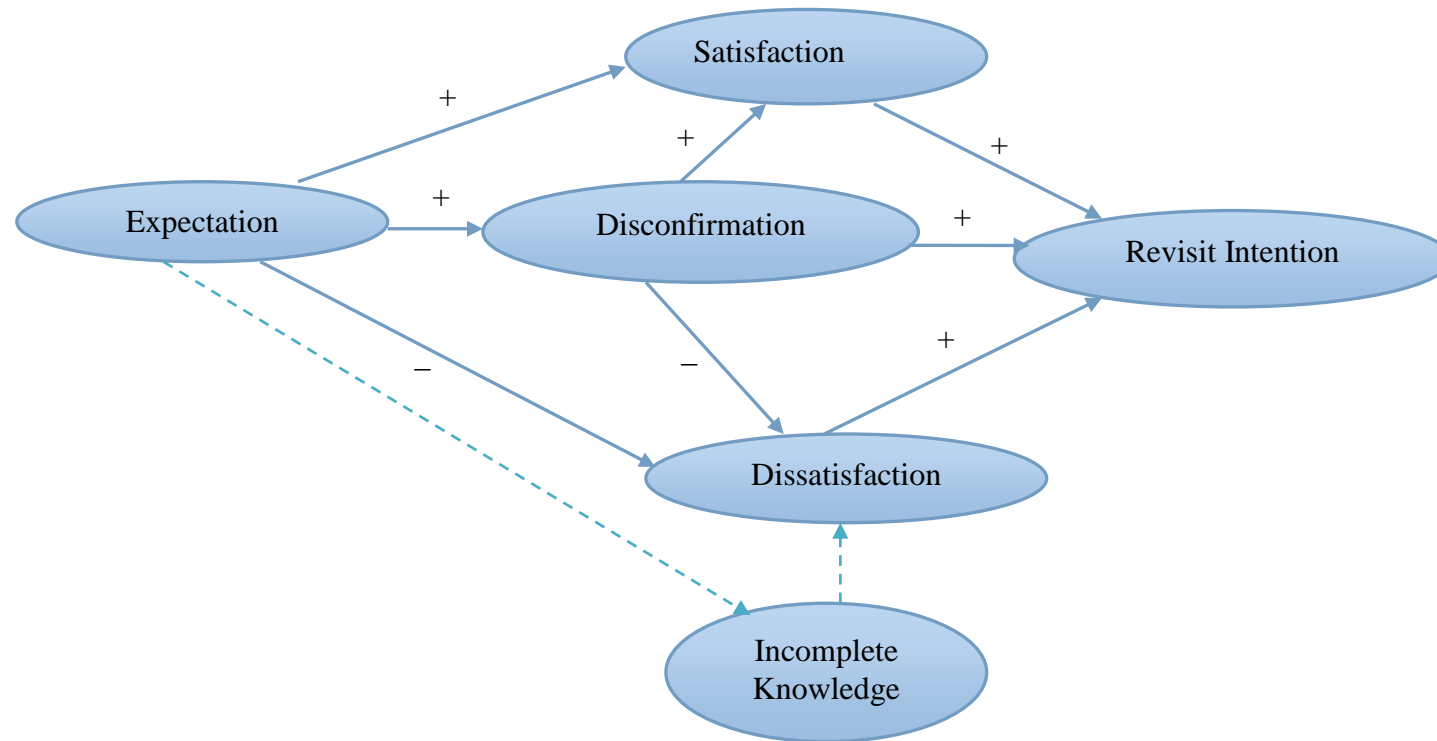 Satisfaction
+
+
+
Expectation
+
Disconfirmation
+
Revisit Intention
−
−
+
Dissatisfaction
Incomplete
Knowledge